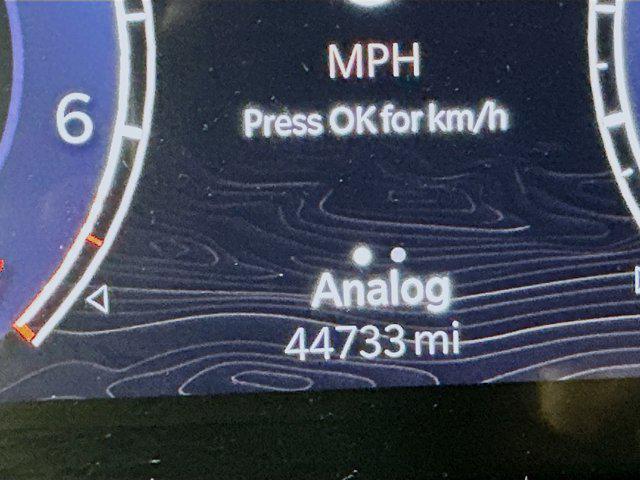 MPH
Press OK for km/h
6
Analog
44733 mi